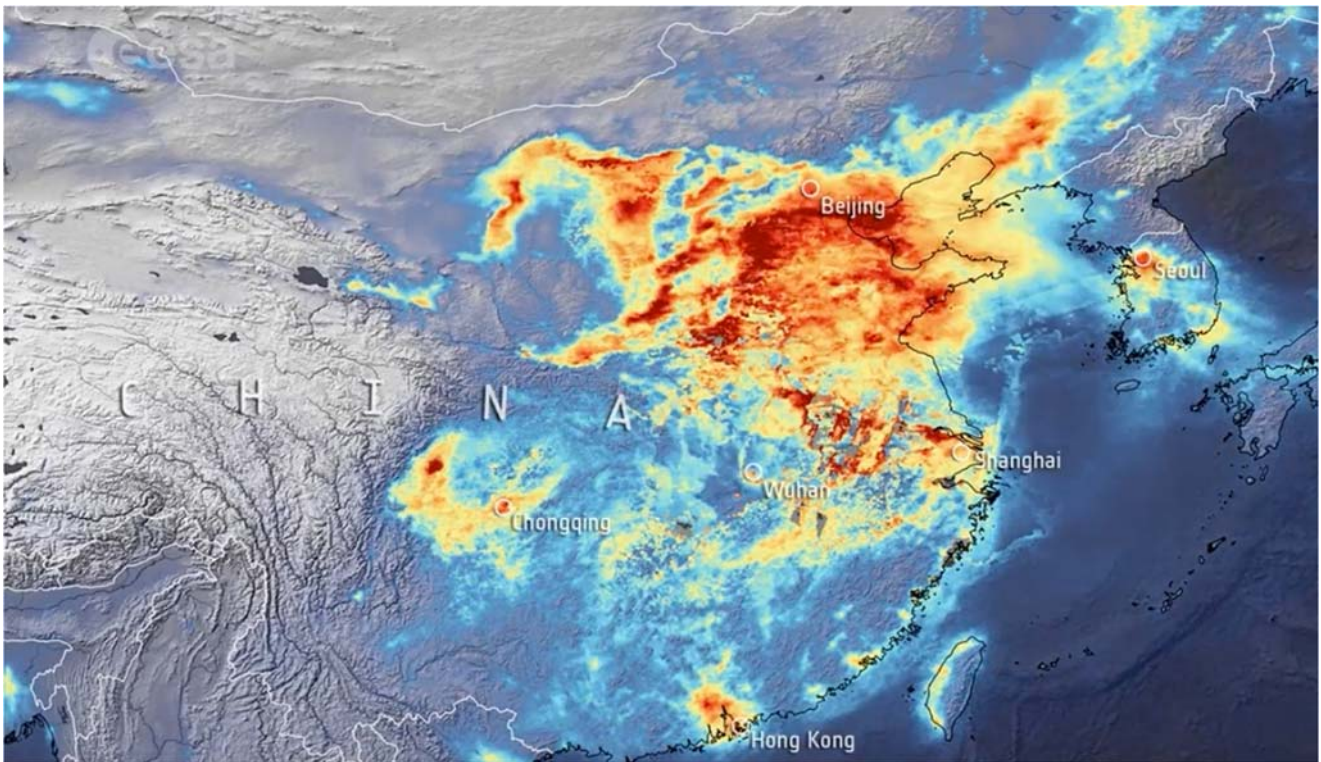 esa
Beijing
Seoul
C H I N A
Shanghai
Wuhan
Chongqing
Hong Kong